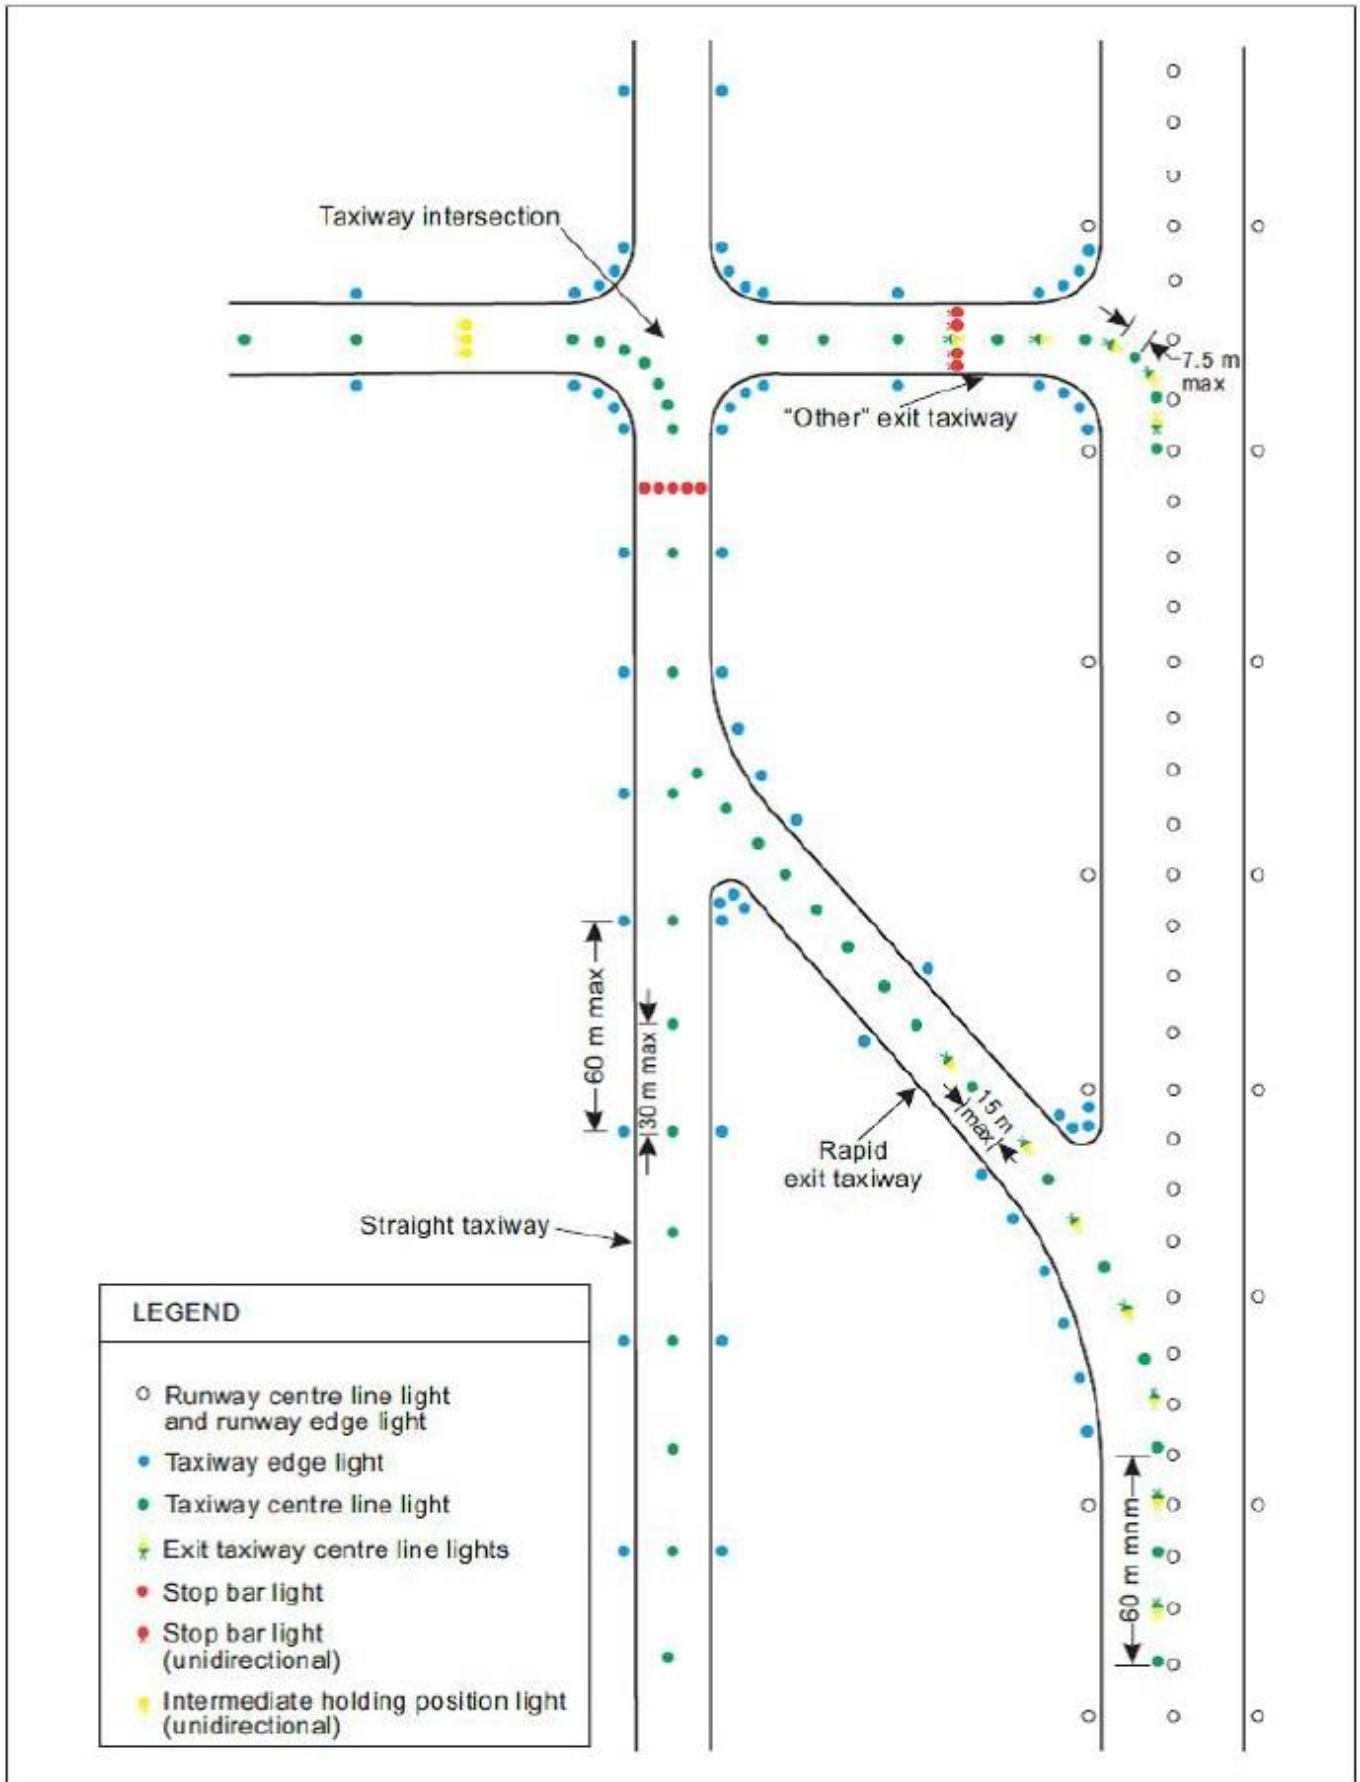 Taxiway intersection
7.5 m
max
"Other" exit taxiway
60 m max
30 m max
15 m
max
Rapid
exit taxiway
Straight taxiway
60 m mnm
LEGEND
Runway centre line light
and runway edge light
Taxiway edge light
Taxiway centre line light
Exit taxiway centre line lights
Stop bar light
Stop bar light
(unidirectional)
Intermediate holding position light
(unidirectional)